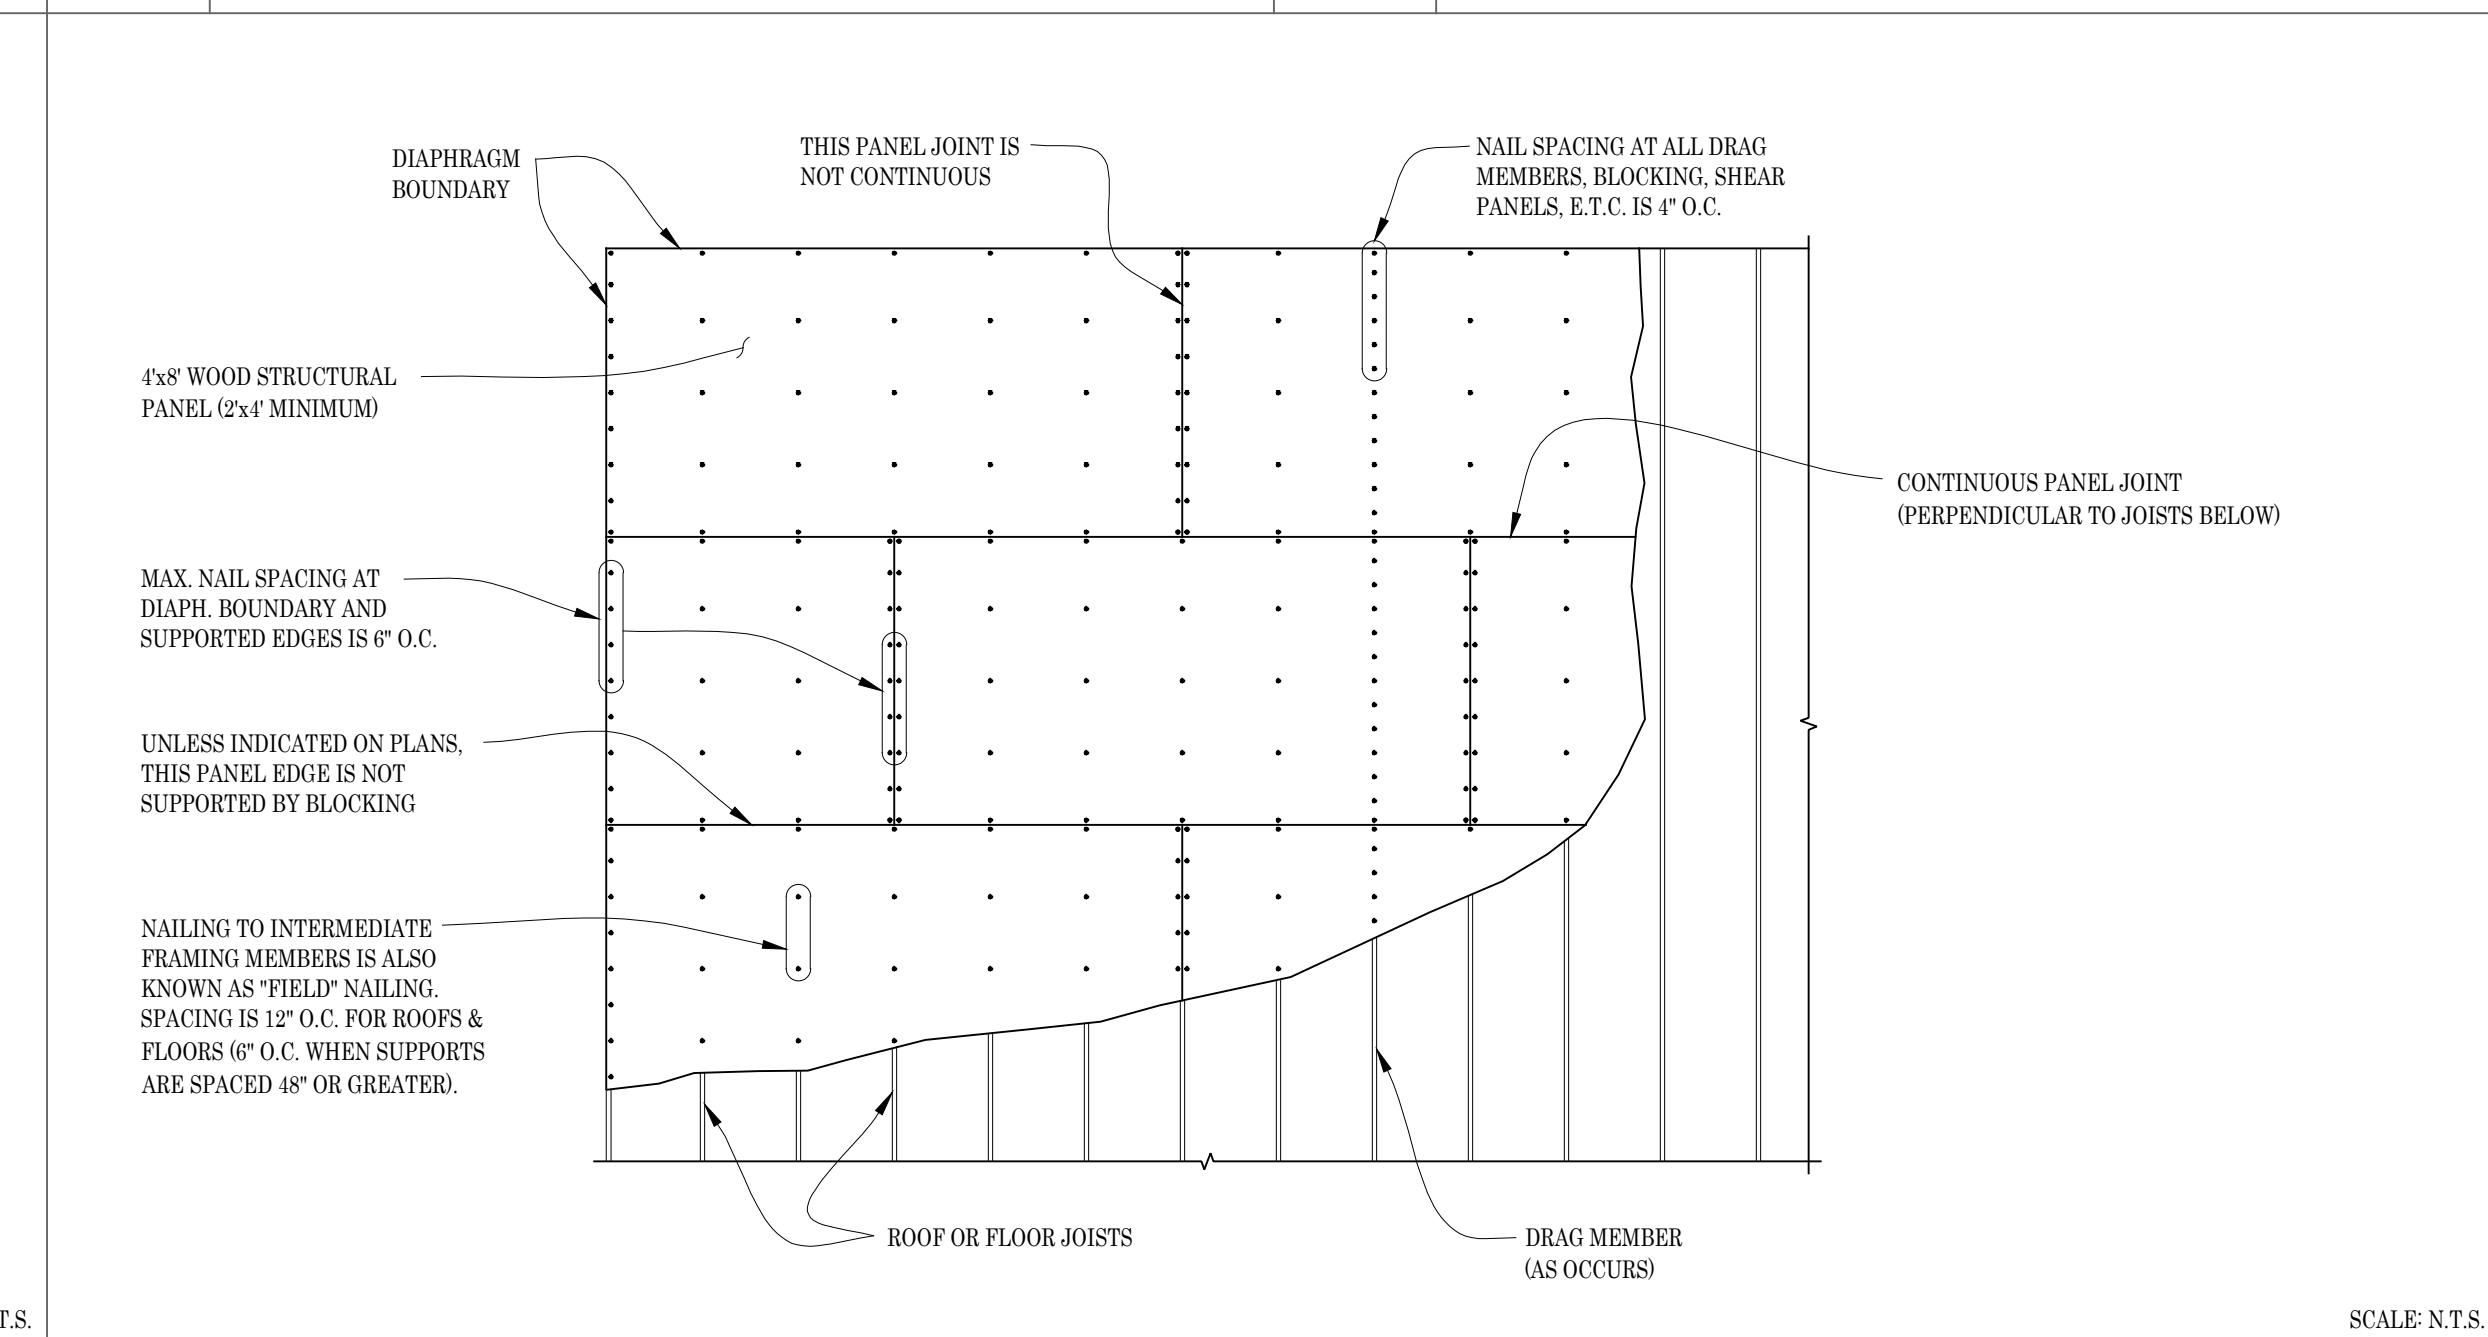 DIAPHRAGM
BOUNDARY
THIS PANEL JOINT IS
NOT CONTINUOUS
NAIL SPACING AT ALL DRAG
MEMBERS, BLOCKING, SHEAR
PANELS, E.T.C. IS 4" O.C.
4'x8' WOOD STRUCTURAL
PANEL (2'x4' MINIMUM)
CONTINUOUS PANEL JOINT
(PERPENDICULAR TO JOISTS BELOW)
MAX. NAIL SPACING AT
DIAPH. BOUNDARY AND
SUPPORTED EDGES IS 6" O.C.
UNLESS INDICATED ON PLANS,
THIS PANEL EDGE IS NOT
SUPPORTED BY BLOCKING
NAILING TO INTERMEDIATE
FRAMING MEMBERS IS ALSO
KNOWN AS "FIELD" NAILING.
SPACING IS 12" O.C. FOR ROOFS &
FLOORS (6" O.C. WHEN SUPPORTS
ARE SPACED 48" OR GREATER).
ROOF OR FLOOR JOISTS
DRAG MEMBER
(AS OCCURS)
T.S.
SCALE: N.T.S.